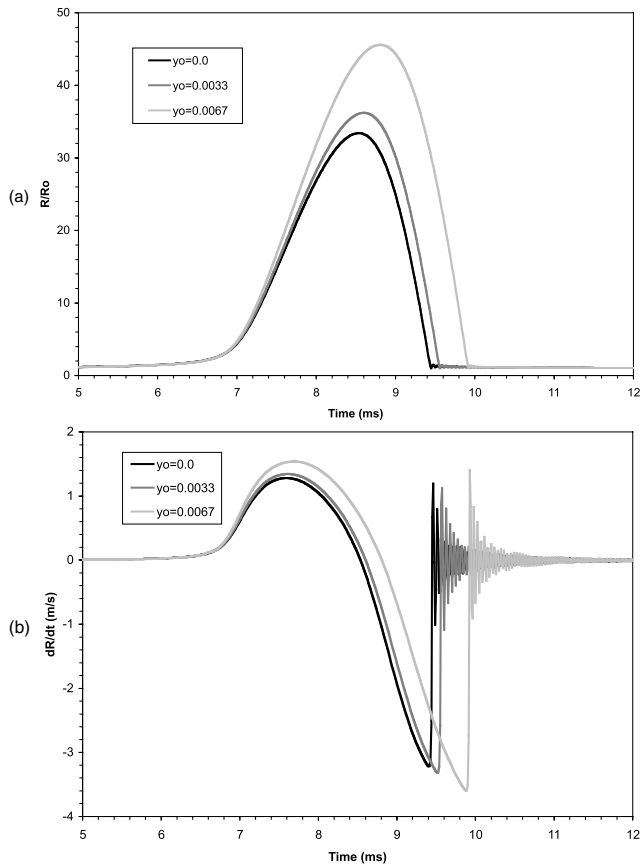 50
40
30
20
10
0
R/Ro
yo=0.0
yo=0.0033
yo=0.0067
(a)
5 6 7 8 9 10 11 12
Time (ms)
2
1
0
-1
-2
-3
-4
dR/dt (m/s)
yo=0.0
yo=0.0033
yo=0.0067
(b)
5 6 7 8 9 10 11 12
Time (ms)